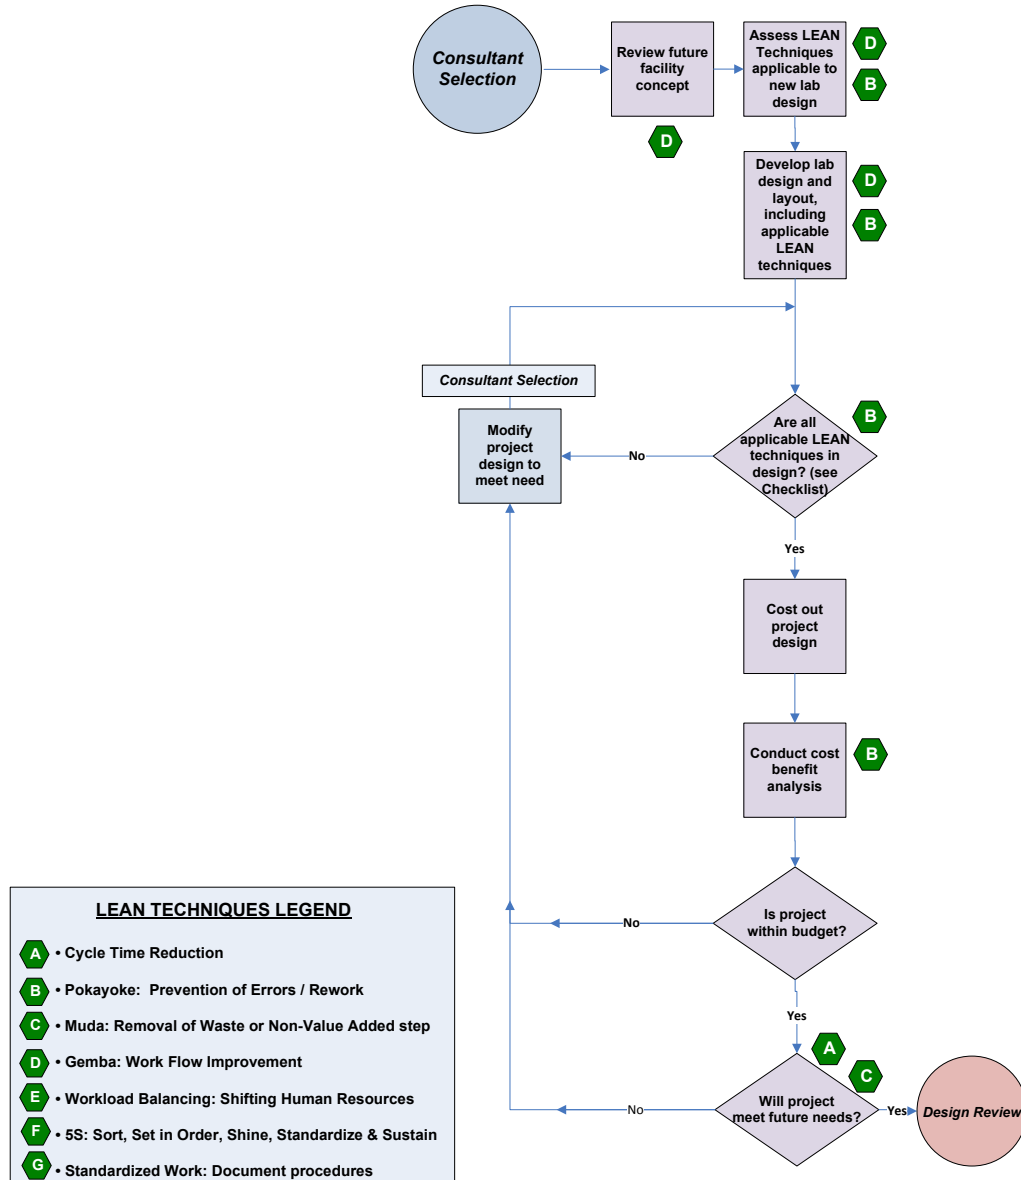 Consultant
Selection
Review future
facility
concept
D
Assess LEAN
Techniques
applicable to
new lab
design
D
B
Develop lab
design and
layout,
including
applicable
LEAN
techniques
D
B
Consultant Selection
Modify
project
design to
meet need
No
Are all
applicable LEAN
techniques in
design? (see
Checklist)
B
Yes
Cost out
project
design
Conduct cost
benefit
analysis
B
Is project
within budget?
No
Yes
Will project
meet future needs?
A
C
No
Yes
Design Review
LEAN TECHNIQUES LEGEND
A • Cycle Time Reduction
B • Pokayoke:  Prevention of Errors / Rework
C • Muda: Removal of Waste or Non-Value Added step
D • Gemba: Work Flow Improvement
E • Workload Balancing: Shifting Human Resources
F • 5S: Sort, Set in Order, Shine, Standardize & Sustain
G • Standardized Work: Document procedures